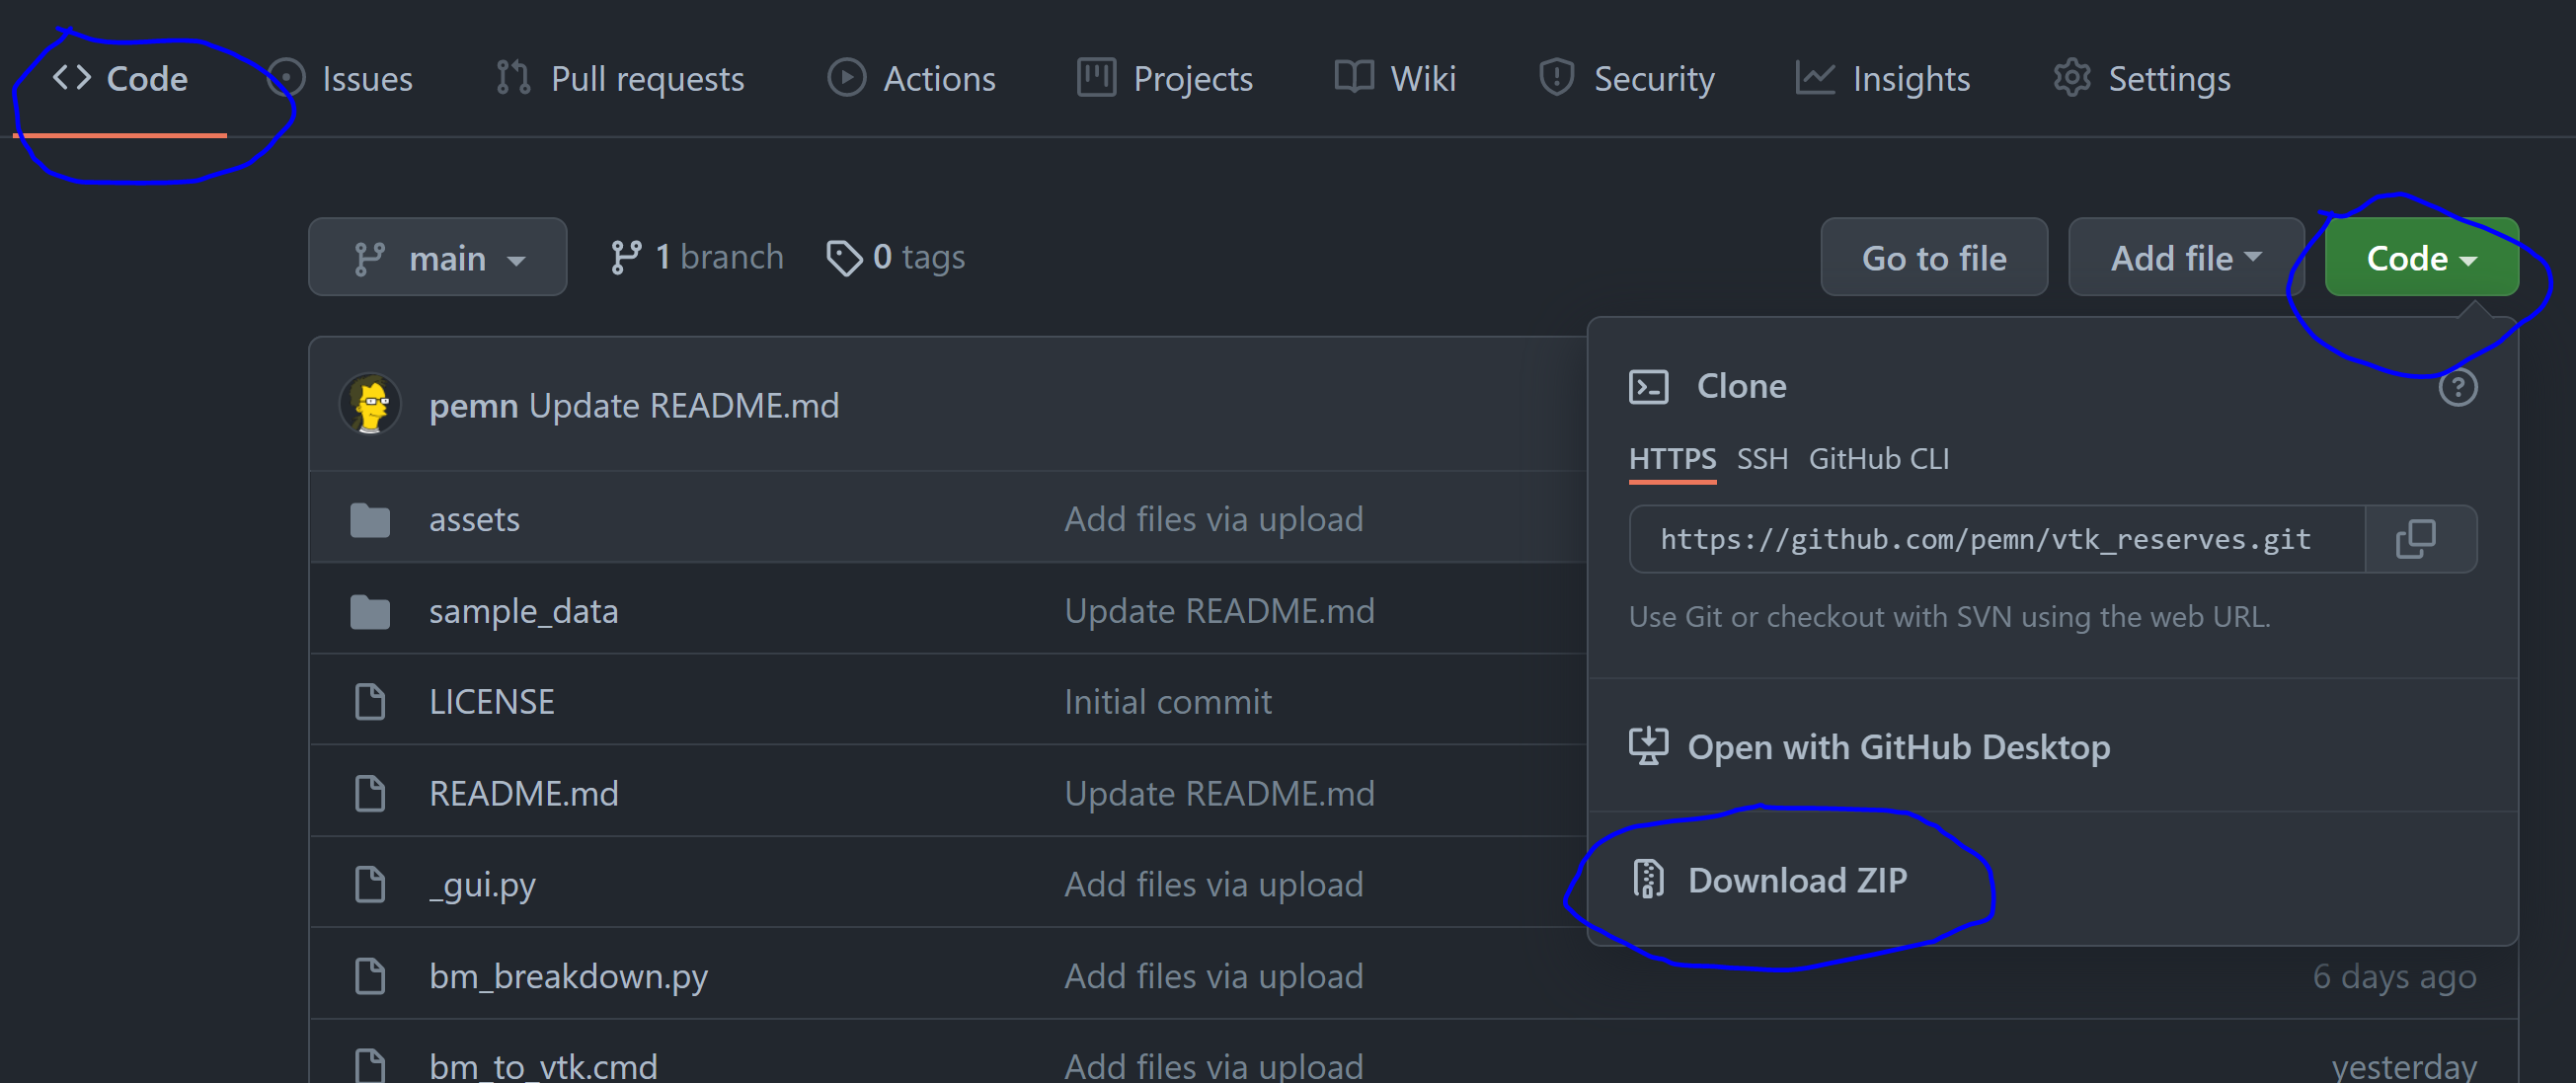 Code Issues Pull requests Actions Projects Wiki Security Insights Settings
main 1 branch 0 tags Go to file Add file Code
pemn Update README.md
Clone
HTTPS SSH GitHub CLI
https://github.com/pemn/vtk_reserves.git
Use Git or checkout with SVN using the web URL.
Open with GitHub Desktop
Download ZIP
assets Add files via upload
sample_data Update README.md
LICENSE Initial commit
README.md Update README.md
_gui.py Add files via upload
bm_breakdown.py Add files via upload 6 days ago
bm_to_vtk.cmd Add files via upload yesterday